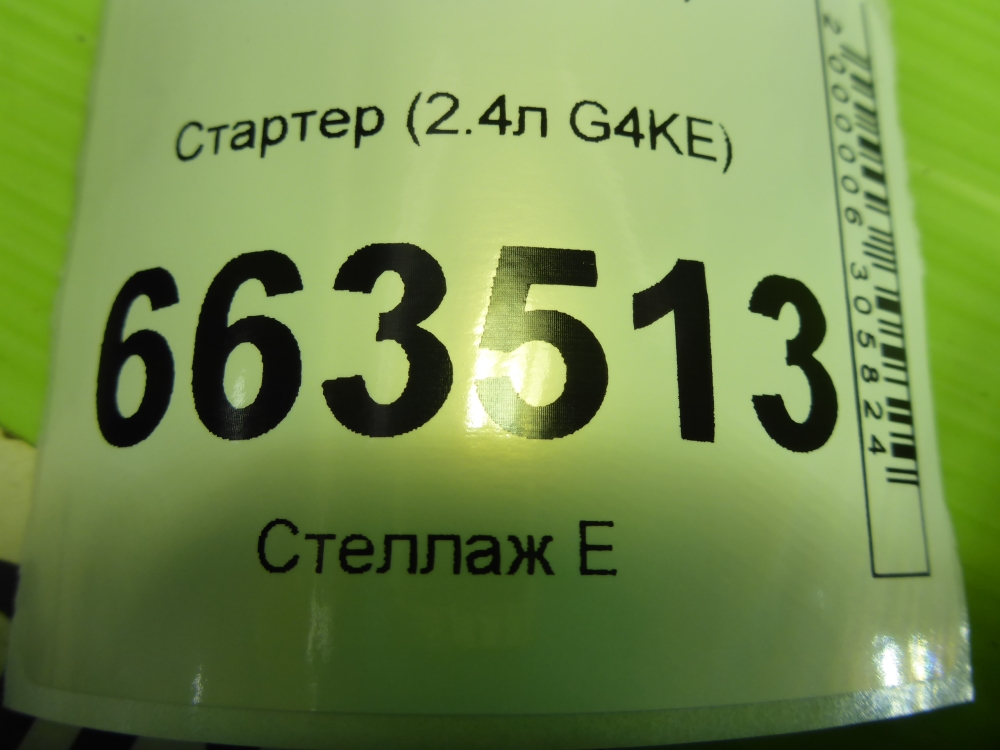 Стартер (2.4л G4KE)
663513
Стеллаж Е
2000006305824